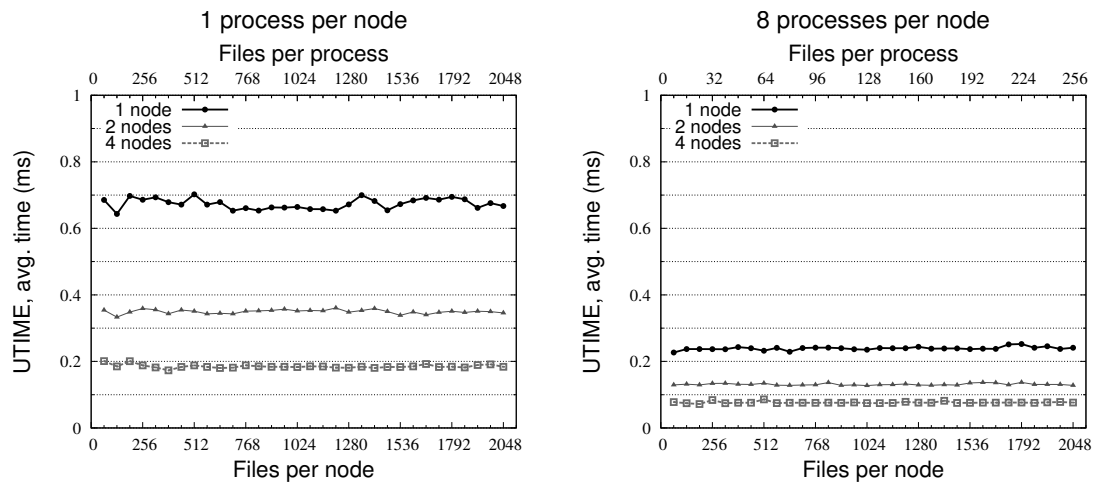 1 process per node
Files per process
0 256 512 768 1024 1280 1536 1792 2048
1
0.8
0.6
0.4
0.2
0
UTIME, avg. time (ms)
1 node
2 nodes
4 nodes
0 256 512 768 1024 1280 1536 1792 2048
Files per node
8 processes per node
Files per process
0 32 64 96 128 160 192 224 256
1
0.8
0.6
0.4
0.2
0
UTIME, avg. time (ms)
1 node
2 nodes
4 nodes
0 256 512 768 1024 1280 1536 1792 2048
Files per node